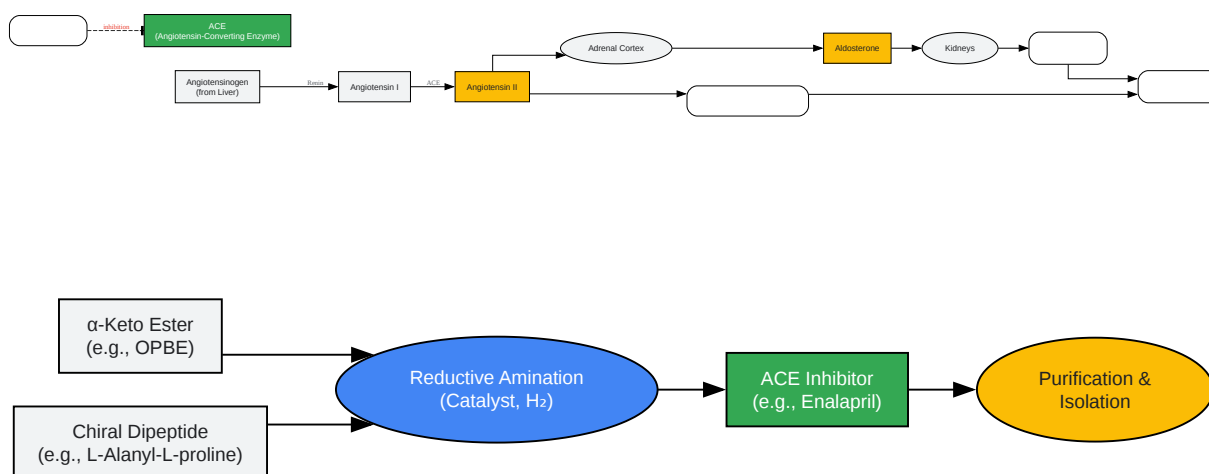 inhibition
ACE
(Angiotensin-Converting Enzyme)
Angiotensinogen
(from Liver)
Renin
Angiotensin I
ACE
Angiotensin II
Adrenal Cortex
Aldosterone
Kidneys
α-Keto Ester
(e.g., OPBE)
Chiral Dipeptide
(e.g., L-Alanyl-L-proline)
Reductive Amination
(Catalyst, H₂)
ACE Inhibitor
(e.g., Enalapril)
Purification &
Isolation